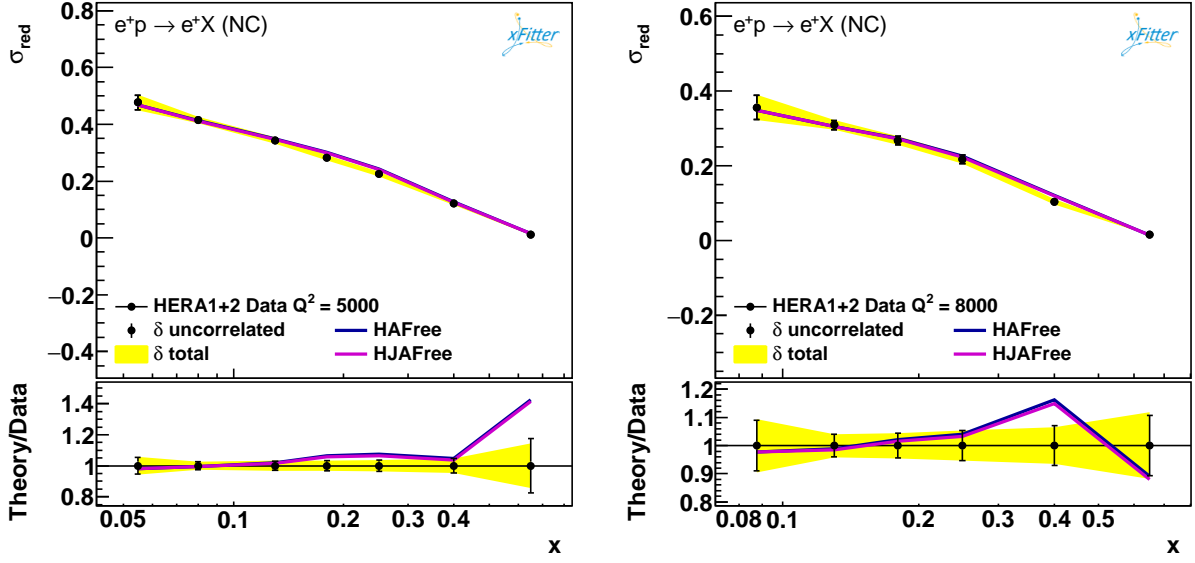 e⁺p → e⁺X (NC)
xFitter
σred
0.8
0.6
0.4
0.2
0
−0.2
−0.4
HERA1+2 Data Q² = 5000
δ uncorrelated
HAFree
δ total
HJAFree
Theory/Data
1.4
1.2
1
0.8
0.05
0.1
0.2
0.3
0.4
x
e⁺p → e⁺X (NC)
xFitter
σred
0.6
0.4
0.2
0
−0.2
HERA1+2 Data Q² = 8000
δ uncorrelated
HAFree
δ total
HJAFree
Theory/Data
1.2
1.1
1
0.9
0.8
0.08
0.1
0.2
0.3
0.4
0.5
x